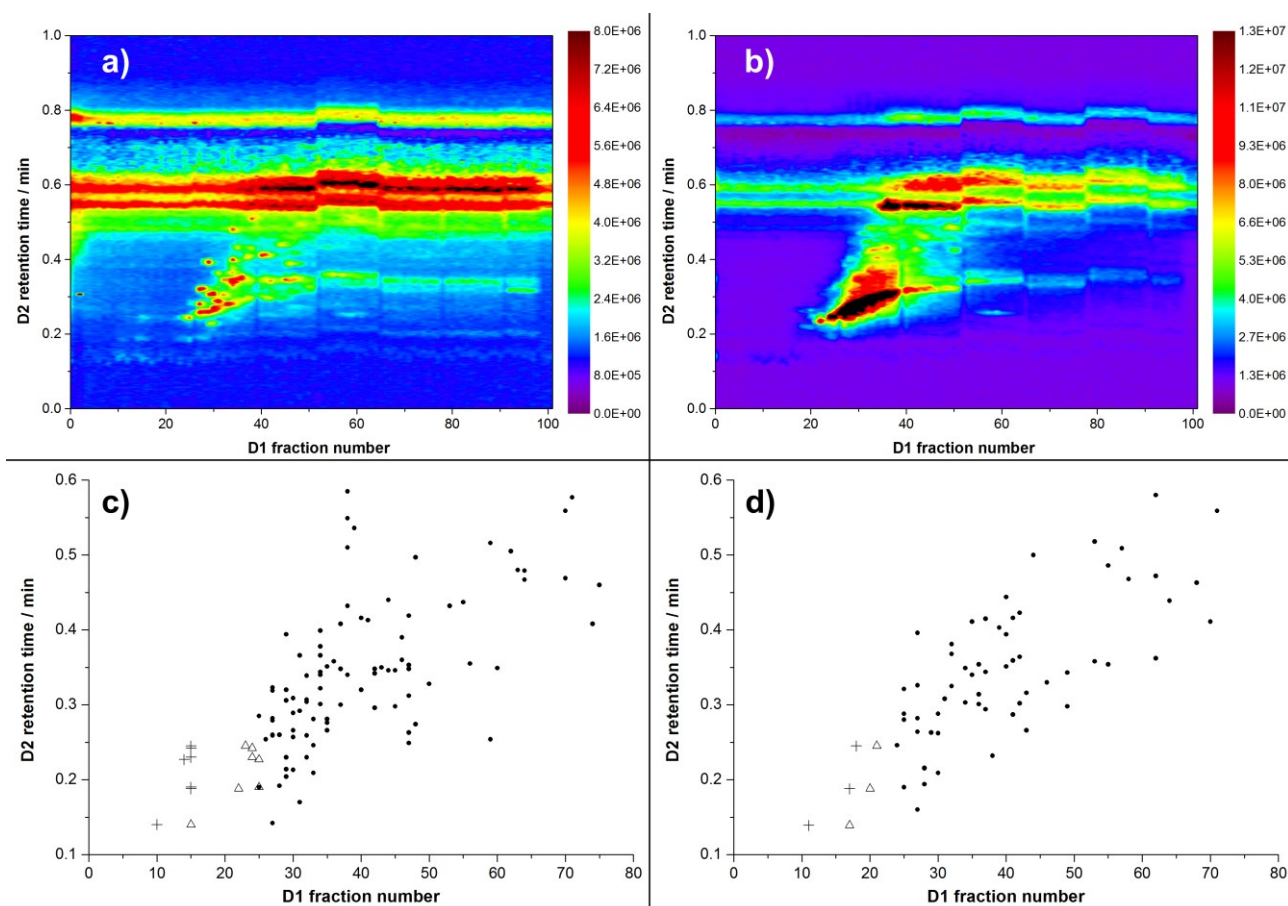 a)
D2 retention time / min
1.0
0.8
0.6
0.4
0.2
0.0
0 20 40 60 80 100
D1 fraction number
8.0E+06
7.2E+06
6.4E+06
5.6E+06
4.8E+06
4.0E+06
3.2E+06
2.4E+06
1.6E+06
8.0E+05
0.0E+00
b)
D2 retention time / min
1.0
0.8
0.6
0.4
0.2
0.0
0 20 40 60 80 100
D1 fraction number
1.3E+07
1.2E+07
1.1E+07
9.3E+06
8.0E+06
6.6E+06
5.3E+06
4.0E+06
2.7E+06
1.3E+06
0.0E+00
c)
D2 retention time / min
0.6
0.5
0.4
0.3
0.2
0.1
0 10 20 30 40 50 60 70 80
D1 fraction number
d)
D2 retention time / min
0.6
0.5
0.4
0.3
0.2
0.1
0 10 20 30 40 50 60 70 80
D1 fraction number